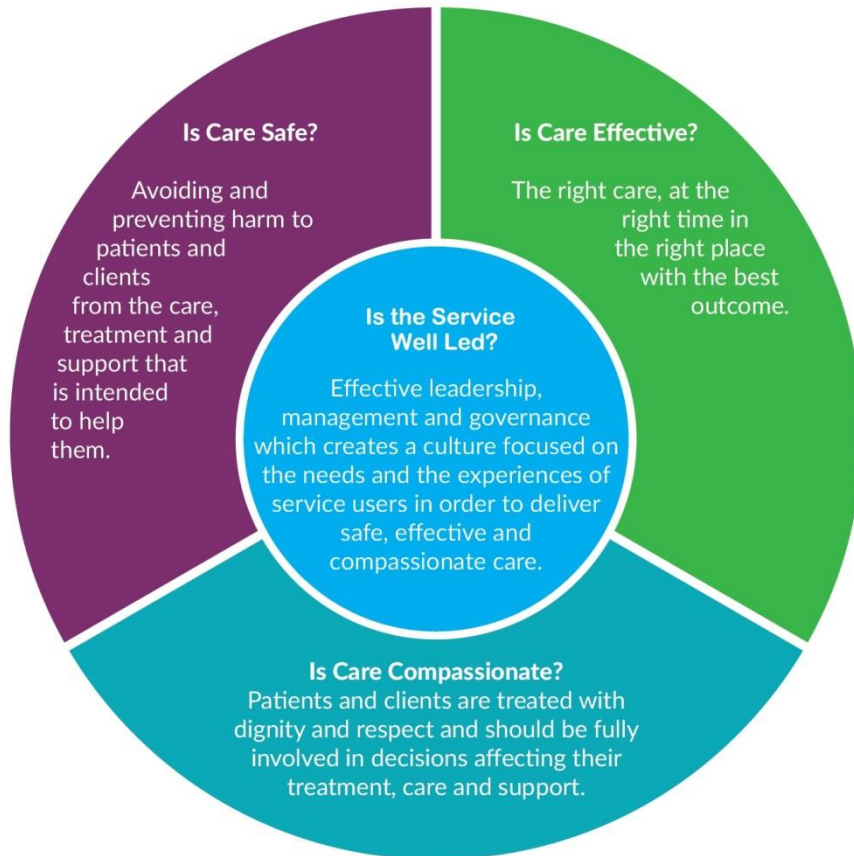 Is Care Safe?
Avoiding and
preventing harm to
patients and
clients
from the care,
treatment and
support that
is intended
to help
them.
Is Care Effective?
The right care, at the
right time in
the right place
with the best
outcome.
Is the Service
Well Led?
Effective leadership,
management and governance
which creates a culture focused on
the needs and the experiences of
service users in order to deliver
safe, effective and
compassionate care.
Is Care Compassionate?
Patients and clients are treated with
dignity and respect and should be fully
involved in decisions affecting their
treatment, care and support.